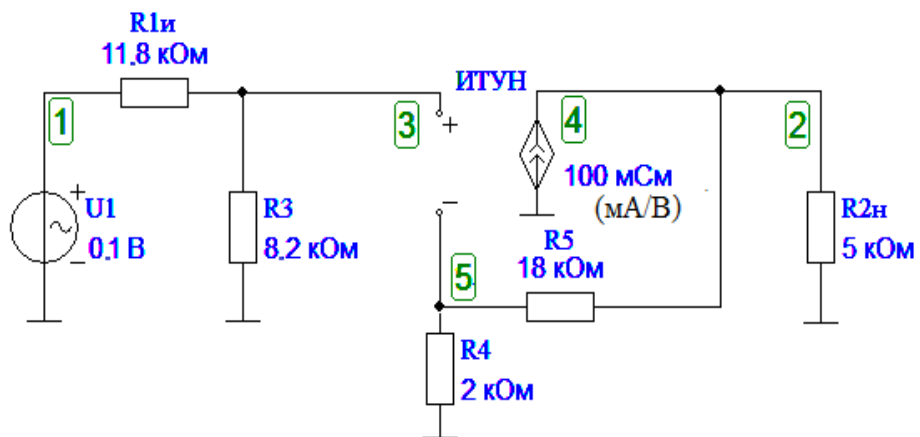 R1и
11,8 кОм
ИТУН
1
3
+
4
2
+
U1
0,1 В
−
R3
8,2 кОм
−
100 мСм
(мА/В)
R2н
5 кОм
R5
18 кОм
5
R4
2 кОм